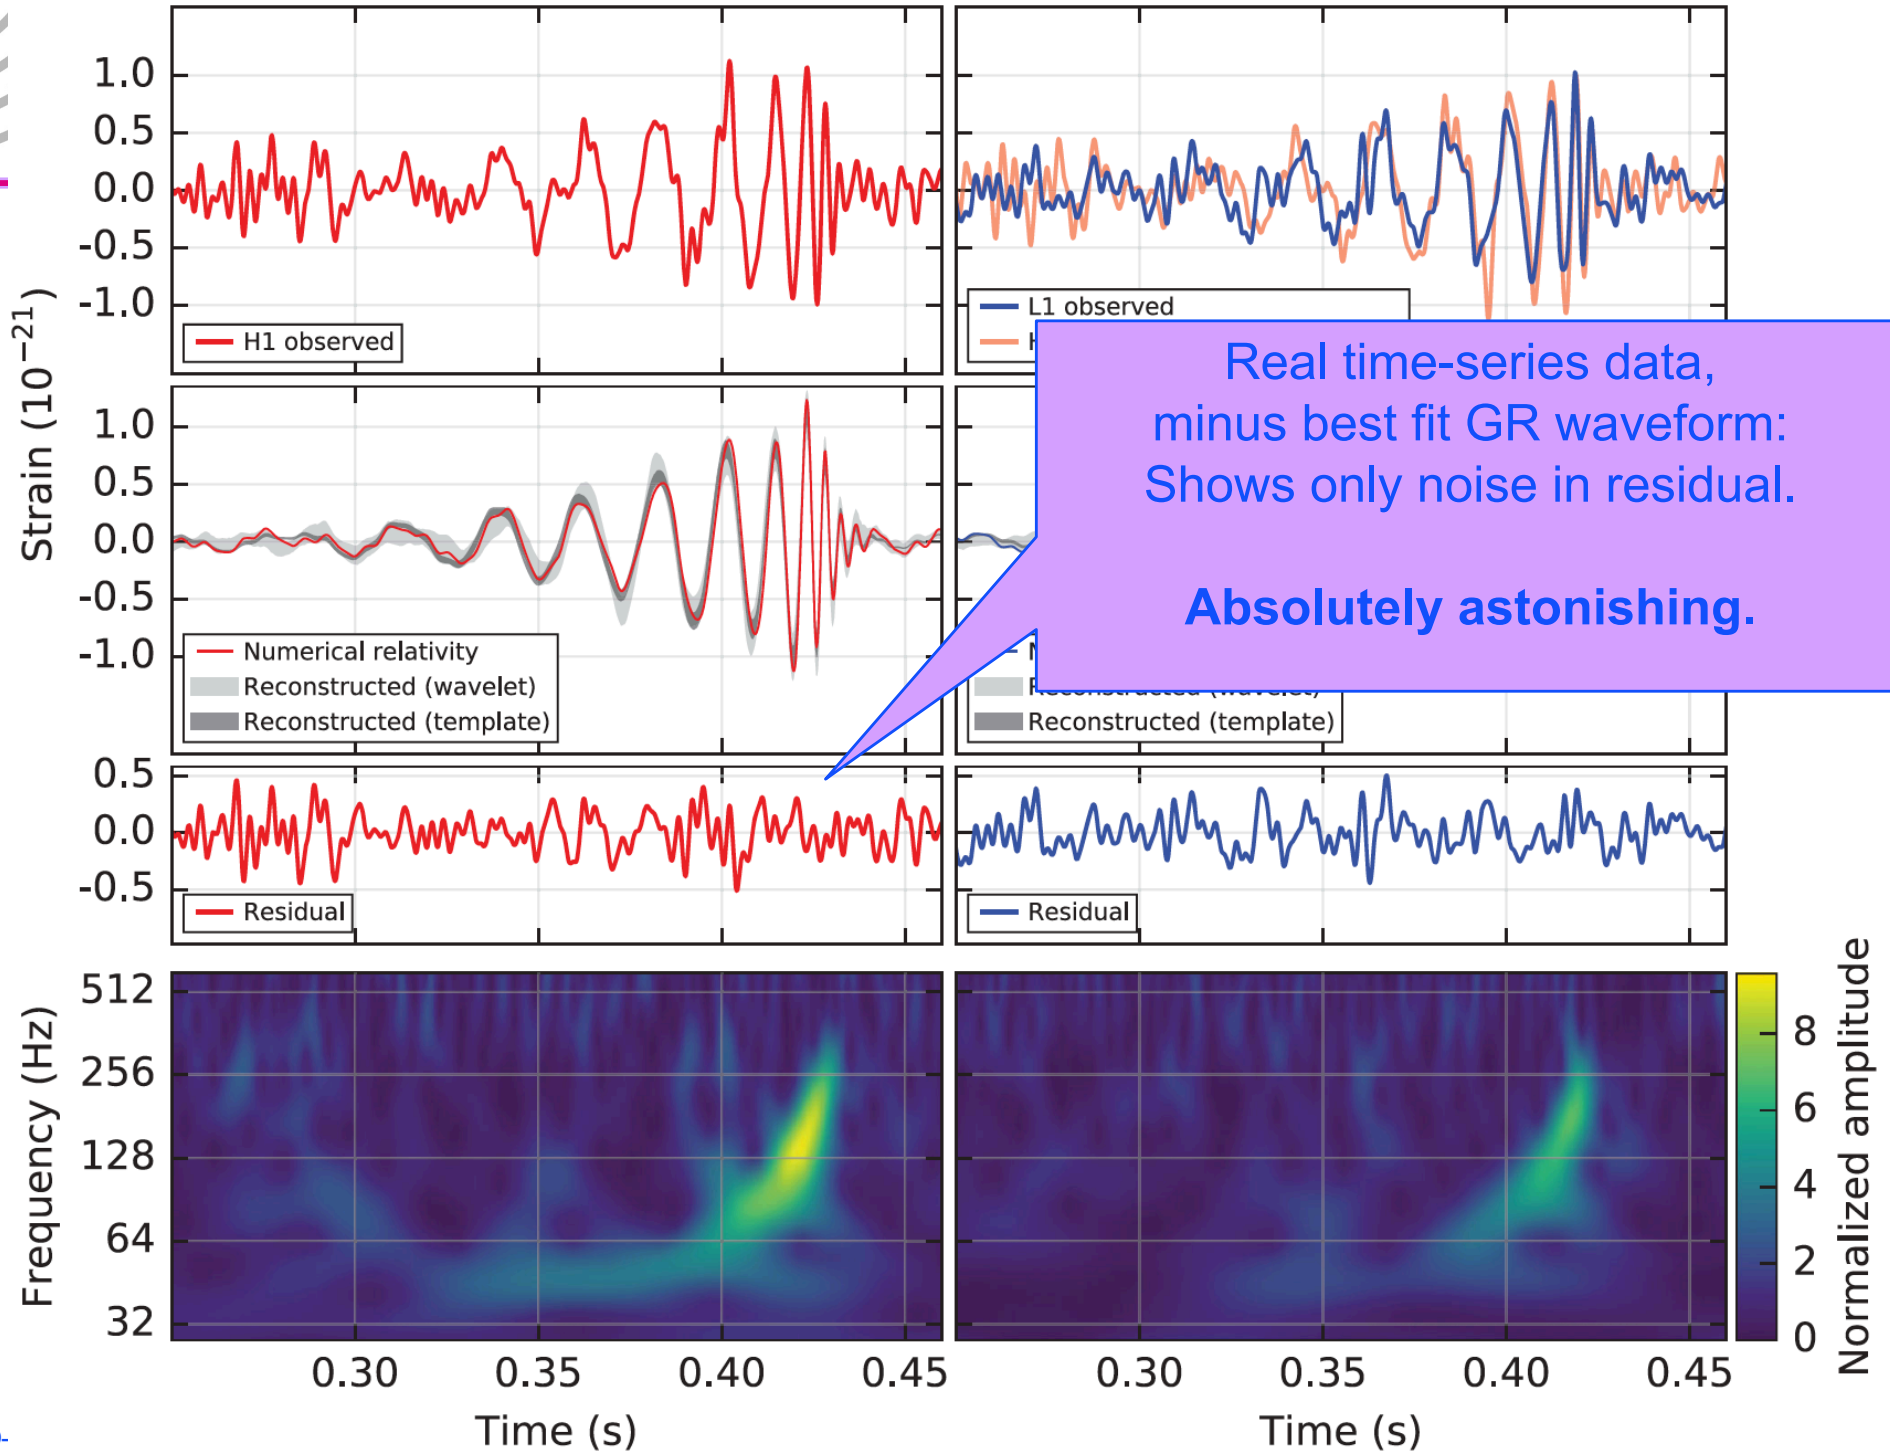 Strain (10⁻²¹)
1.0
0.5
0.0
-0.5
-1.0
H1 observed
L1 observed
H
1.0
0.5
0.0
-0.5
-1.0
Numerical relativity
Reconstructed (wavelet)
Reconstructed (template)
Real time-series data,
minus best fit GR waveform:
Shows only noise in residual.
Absolutely astonishing.
N
Reconstructed (wavelet)
Reconstructed (template)
0.5
0.0
-0.5
Residual
Residual
Frequency (Hz)
512
256
128
64
32
0.30 0.35 0.40 0.45
Time (s)
0.30 0.35 0.40 0.45
Time (s)
8
6
4
2
0
Normalized amplitude